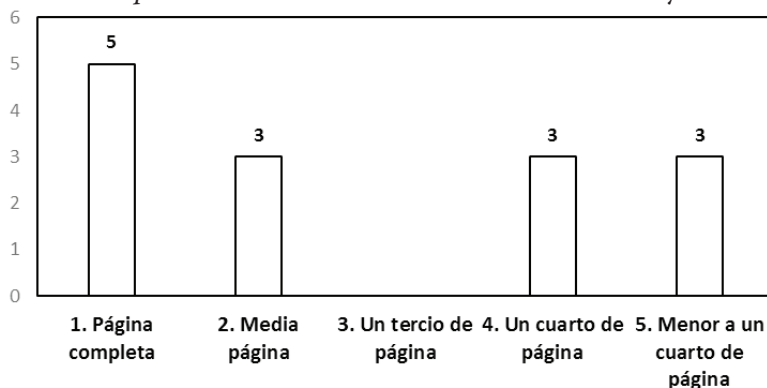 6
5
4
3
2
1
0
5
3
3
3
1. Página completa
2. Media página
3. Un tercio de página
4. Un cuarto de página
5. Menor a un cuarto de página